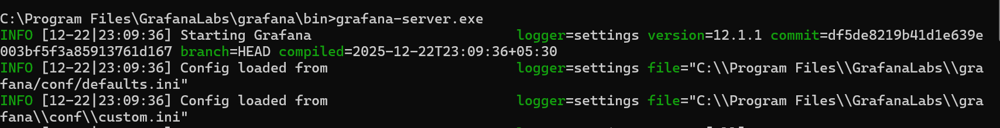 C:\Program Files\GrafanaLabs\grafana\bin>grafana-server.exe
INFO [12-22|23:09:36] Starting Grafana                         logger=settings version=12.1.1 commit=df5de8219b41d1e639e
003bf5f3a85913761d167 branch=HEAD compiled=2025-12-22T23:09:36+05:30
INFO [12-22|23:09:36] Config loaded from                       logger=settings file="C:\\Program Files\\GrafanaLabs\\gra
fana/conf/defaults.ini"
INFO [12-22|23:09:36] Config loaded from                       logger=settings file="C:\\Program Files\\GrafanaLabs\\gra
fana\\conf\\custom.ini"